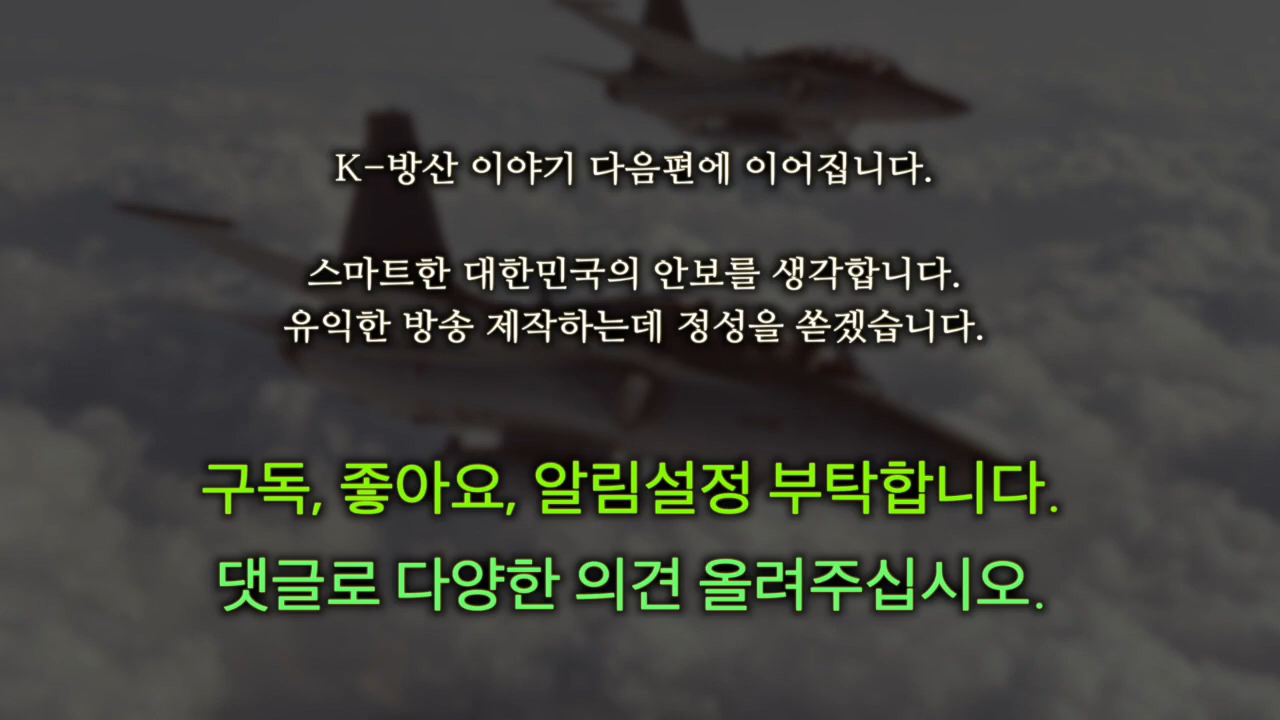 K-방산 이야기 다음편에 이어집니다.
스마트한 대한민국의 안보를 생각합니다.
유익한 방송 제작하는데 정성을 쏟겠습니다.
구독, 좋아요, 알림설정 부탁합니다.
댓글로 다양한 의견 올려주십시오.